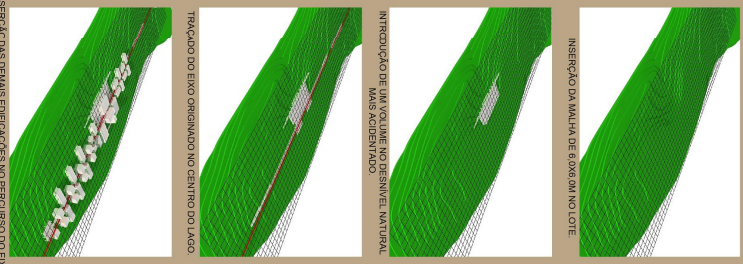 INSERÇÃO DA MALHA DE 6.0X6.0M NO LOTE.
INTRODUÇÃO DE UM VOLUME NO DESNÍVEL NATURAL
MAIS ACIDENTADO.
TRAÇADO DO EIXO ORIGINADO NO CENTRO DO LAGO.
DAS DEMAIS EDIFICAÇÕES NO PERCURSO DO